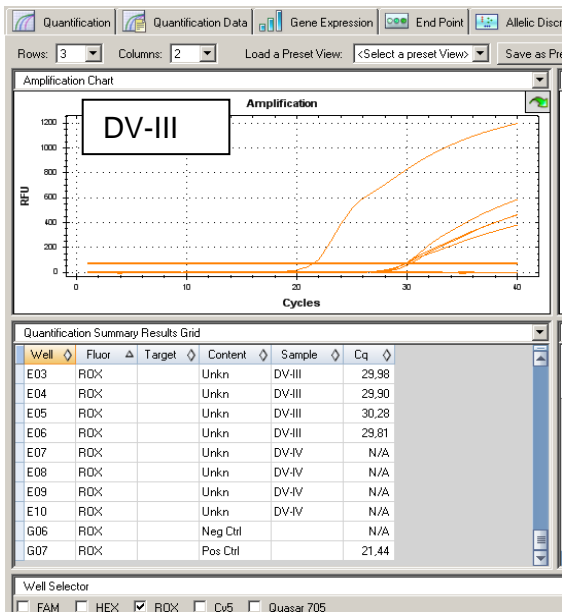 Quantification Quantification Data Gene Expression End Point Allelic Discr
Rows: 3 Columns: 2 Load a Preset View: <Select a preset View> Save as Pre
Amplification Chart
Amplification
DV-III
1200
1000
800
600
400
200
0
RFU
0 10 20 30 40
Cycles
Quantification Summary Results Grid
Well Fluor Target Content Sample Cq
E03 ROX Unkn DV-III 29,98
E04 ROX Unkn DV-III 29,90
E05 ROX Unkn DV-III 30,28
E06 ROX Unkn DV-III 29,81
E07 ROX Unkn DV-IV N/A
E08 ROX Unkn DV-IV N/A
E09 ROX Unkn DV-IV N/A
E10 ROX Unkn DV-IV N/A
G06 ROX Neg Ctrl N/A
G07 ROX Pos Ctrl 21,44
Well Selector
FAM HEX ROX Cy5 Quasar 705